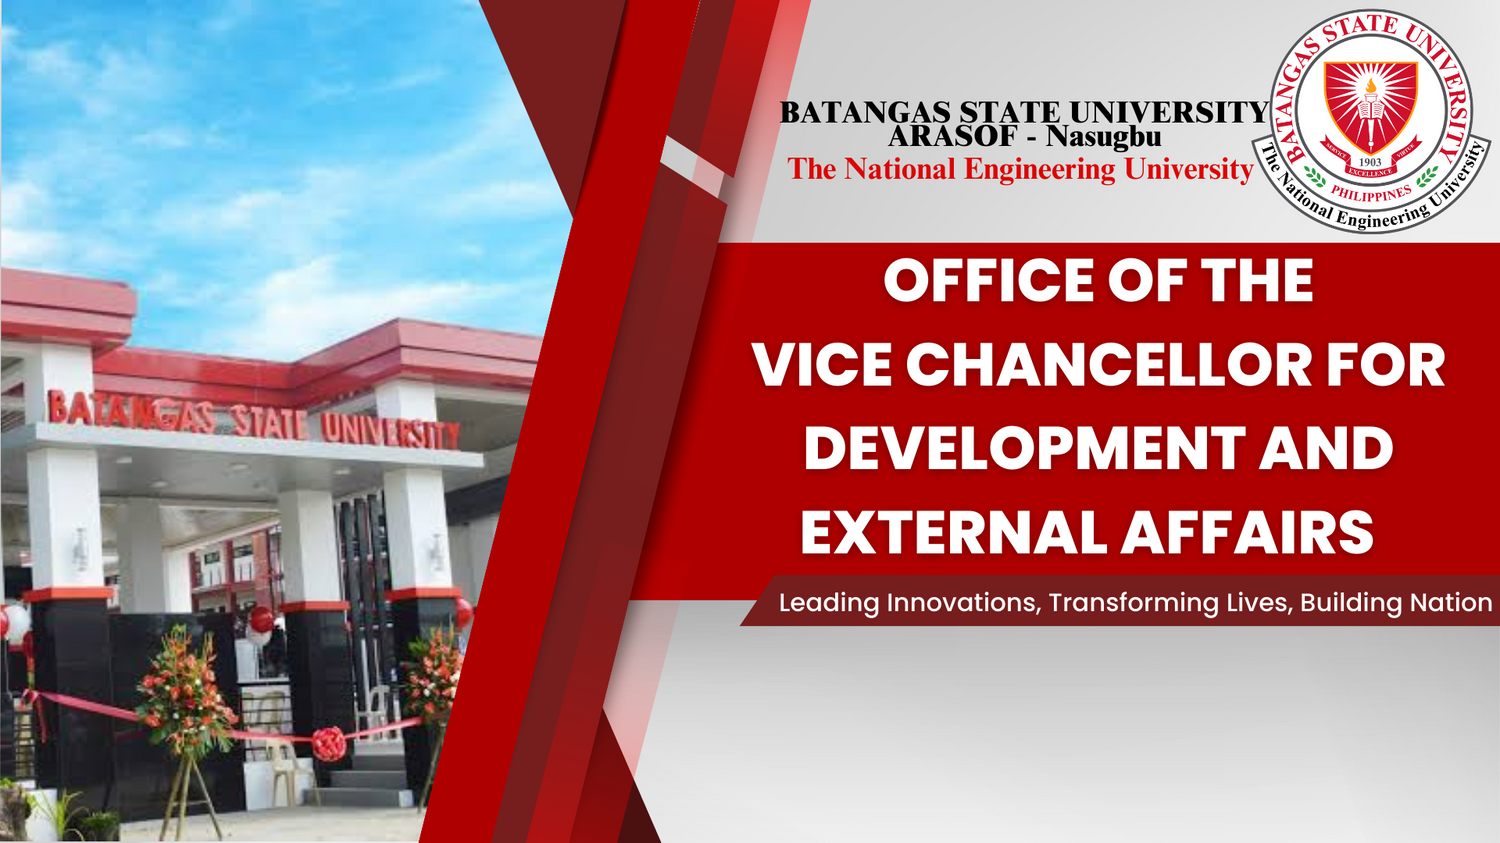 BATANGAS STATE UNIVERSITY
ARASOF - Nasugbu
The National Engineering University
BATANGAS STATE UNIVERSITY
SERVICE
1903
VIRTUE
EXCELLENCE
PHILIPPINES
The National Engineering University
OFFICE OF THE
VICE CHANCELLOR FOR
DEVELOPMENT AND
EXTERNAL AFFAIRS
Leading Innovations, Transforming Lives, Building Nation
BATANGAS STATE UNIVERSITY